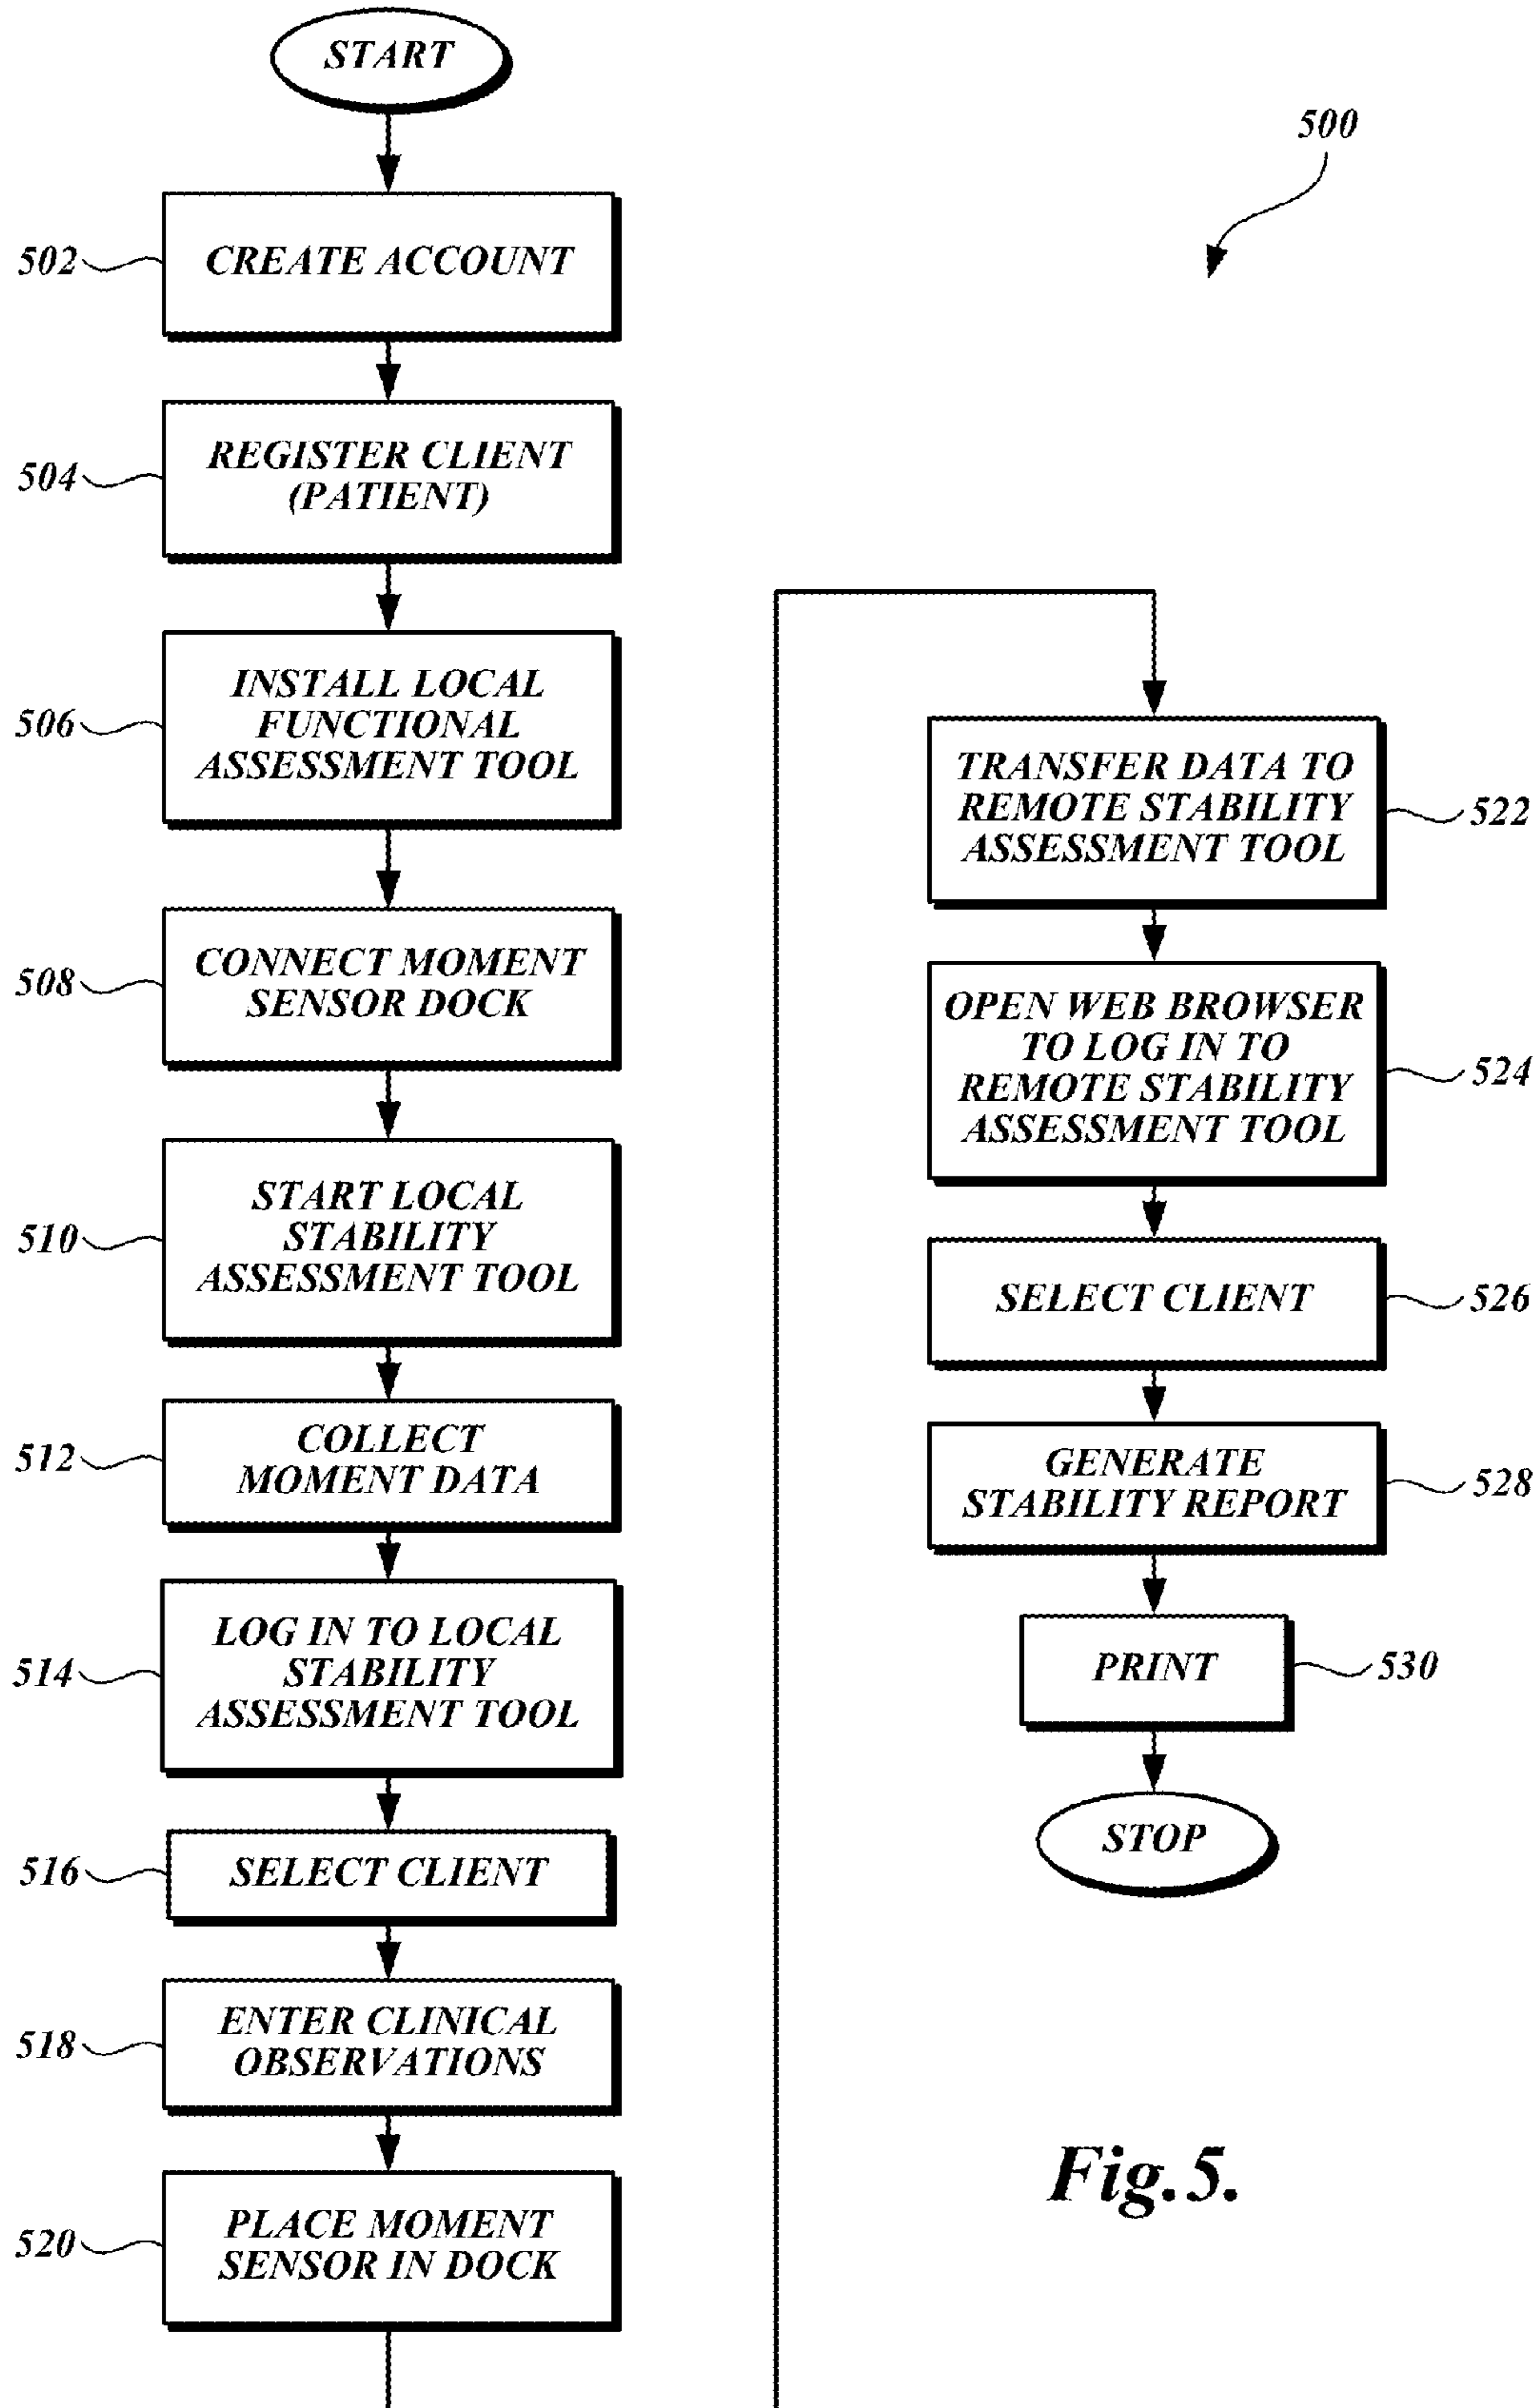 START
500
502
CREATE ACCOUNT
504
REGISTER CLIENT
(PATIENT)
506
INSTALL LOCAL
FUNCTIONAL
ASSESSMENT TOOL
508
CONNECT MOMENT
SENSOR DOCK
510
START LOCAL
STABILITY
ASSESSMENT TOOL
512
COLLECT
MOMENT DATA
514
LOG IN TO LOCAL
STABILITY
ASSESSMENT TOOL
516
SELECT CLIENT
518
ENTER CLINICAL
OBSERVATIONS
520
PLACE MOMENT
SENSOR IN DOCK
TRANSFER DATA TO
REMOTE STABILITY
ASSESSMENT TOOL
522
OPEN WEB BROWSER
TO LOG IN TO
REMOTE STABILITY
ASSESSMENT TOOL
524
SELECT CLIENT
526
GENERATE
STABILITY REPORT
528
PRINT
530
STOP
Fig.5.